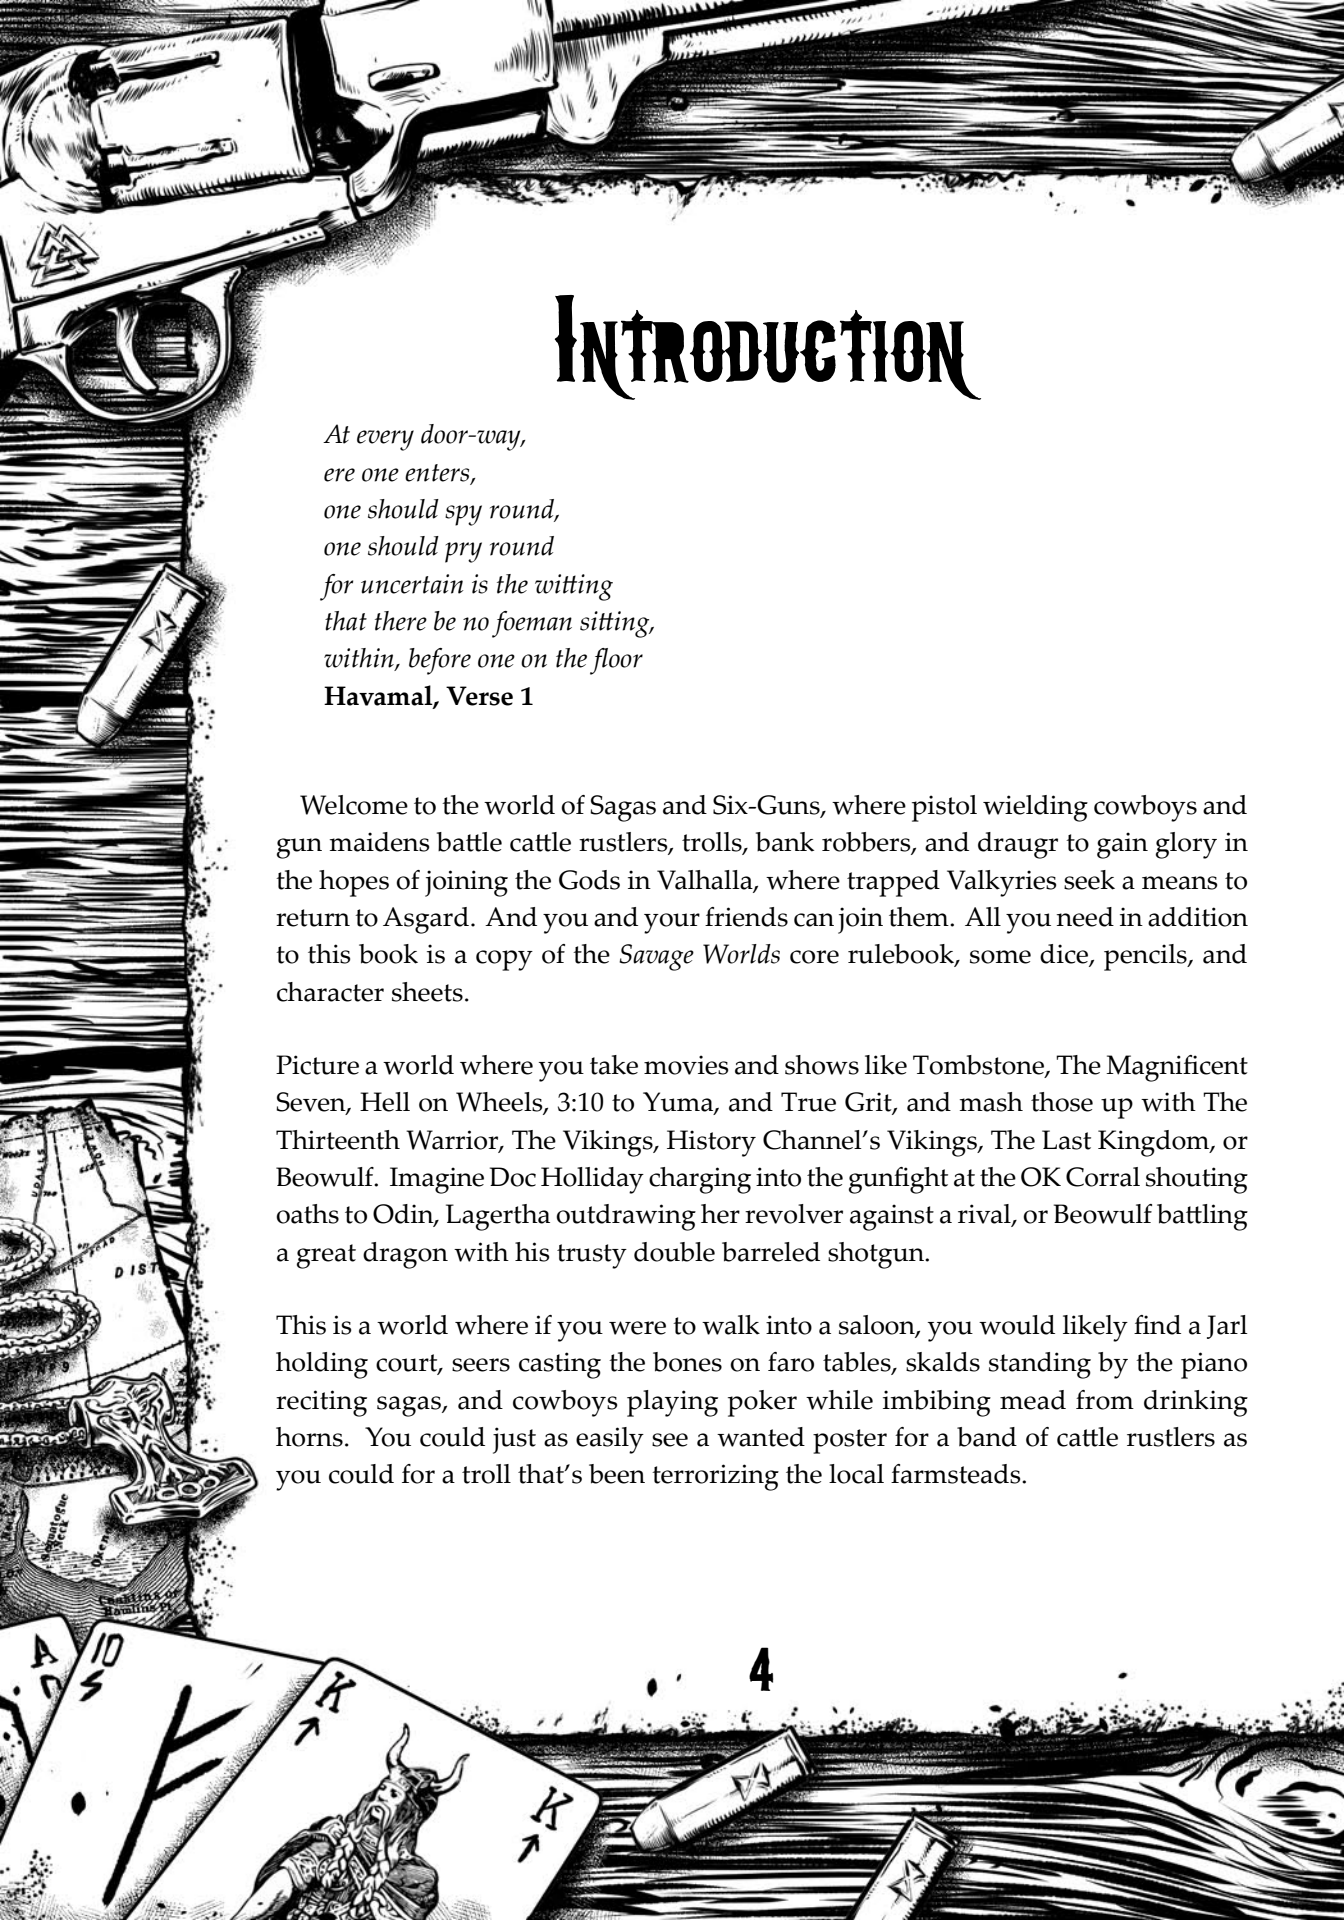 Introduction
At every door-way,
ere one enters,
one should spy round,
one should pry round
for uncertain is the witting
that there be no foeman sitting,
within, before one on the floor
Havamal, Verse 1
Welcome to the world of Sagas and Six-Guns, where pistol wielding cowboys and
gun maidens battle cattle rustlers, trolls, bank robbers, and draugr to gain glory in
the hopes of joining the Gods in Valhalla, where trapped Valkyries seek a means to
return to Asgard.  And you and your friends can join them.  All you need in addition
to this book is a copy of the Savage Worlds core rulebook, some dice, pencils, and
character sheets.
Picture a world where you take movies and shows like Tombstone, The Magnificent
Seven, Hell on Wheels, 3:10 to Yuma, and True Grit, and mash those up with The
Thirteenth Warrior, The Vikings, History Channel's Vikings, The Last Kingdom, or
Beowulf.  Imagine Doc Holliday charging into the gunfight at the OK Corral shouting
oaths to Odin, Lagertha outdrawing her revolver against a rival, or Beowulf battling
a great dragon with his trusty double barreled shotgun.
This is a world where if you were to walk into a saloon, you would likely find a Jarl
holding court, seers casting the bones on faro tables, skalds standing by the piano
reciting sagas, and cowboys playing poker while imbibing mead from drinking
horns.  You could just as easily see a wanted poster for a band of cattle rustlers as
you could for a troll that's been terrorizing the local farmsteads.
DIST
Neck
Hamlins Pt
A
10
K
K
4